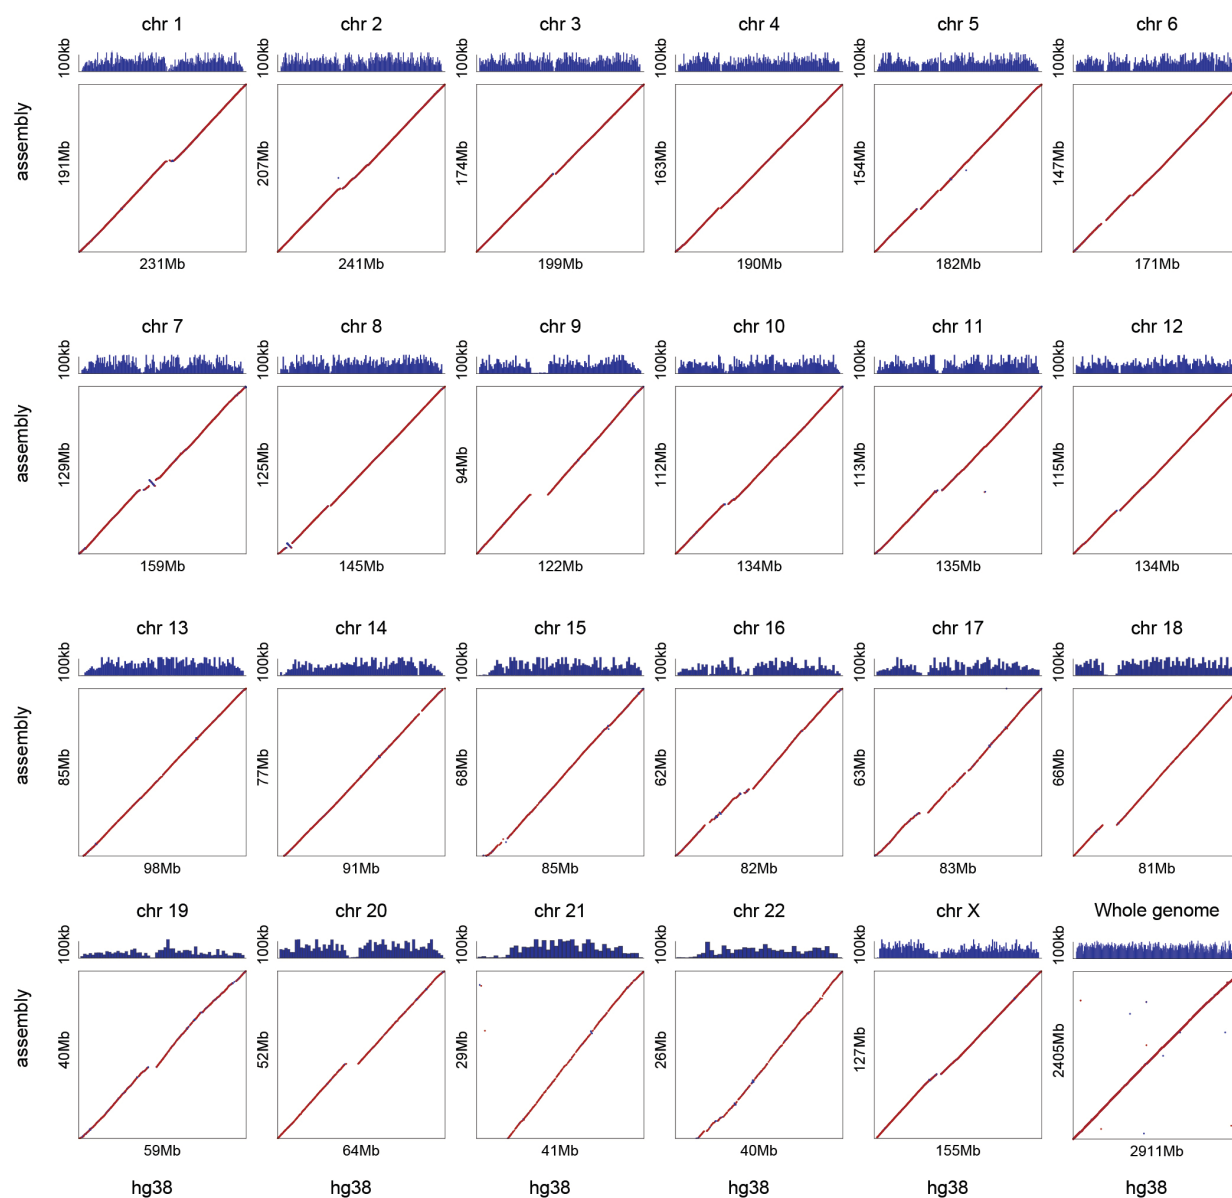 chr 1 chr 2 chr 3 chr 4 chr 5 chr 6
100kb 100kb 100kb 100kb 100kb 100kb
assembly 191Mb 207Mb 174Mb 163Mb 154Mb 147Mb
231Mb 241Mb 199Mb 190Mb 182Mb 171Mb
chr 7 chr 8 chr 9 chr 10 chr 11 chr 12
100kb 100kb 100kb 100kb 100kb 100kb
assembly 129Mb 125Mb 94Mb 112Mb 113Mb 115Mb
159Mb 145Mb 122Mb 134Mb 135Mb 134Mb
chr 13 chr 14 chr 15 chr 16 chr 17 chr 18
100kb 100kb 100kb 100kb 100kb 100kb
assembly 85Mb 77Mb 68Mb 62Mb 63Mb 66Mb
98Mb 91Mb 85Mb 82Mb 83Mb 81Mb
chr 19 chr 20 chr 21 chr 22 chr X Whole genome
100kb 100kb 100kb 100kb 100kb 100kb
assembly 40Mb 52Mb 29Mb 26Mb 127Mb 2405Mb
59Mb 64Mb 41Mb 40Mb 155Mb 2911Mb
hg38 hg38 hg38 hg38 hg38 hg38